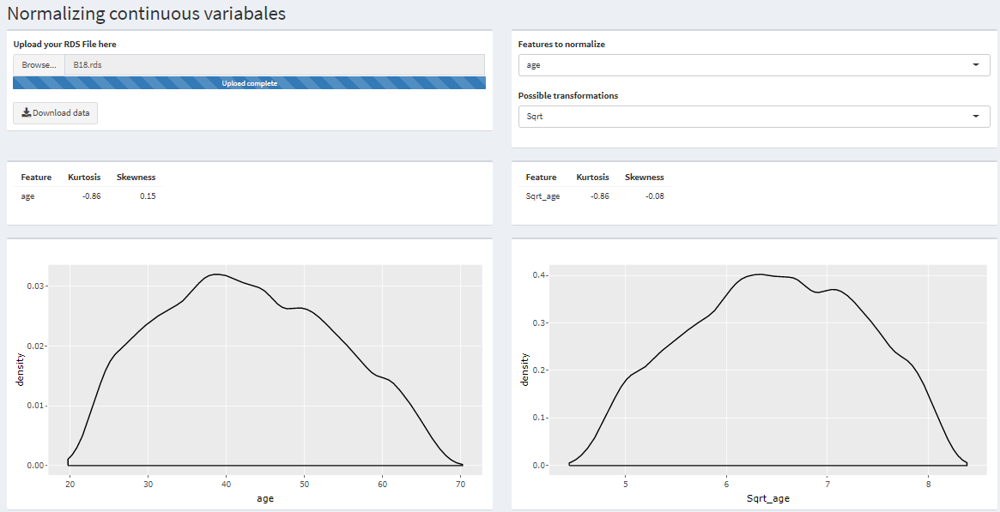 Normalizing continuous variabales
Upload your RDS File here
Browse... B18.rds
Upload complete
Download data
Features to normalize
age
Possible transformations
Sqrt
Feature Kurtosis Skewness
age -0.86 0.15
Feature Kurtosis Skewness
Sqrt_age -0.86 -0.08
density
0.03
0.02
0.01
0.00
20 30 40 50 60 70
age
density
0.4
0.3
0.2
0.1
0.0
5 6 7 8
Sqrt_age